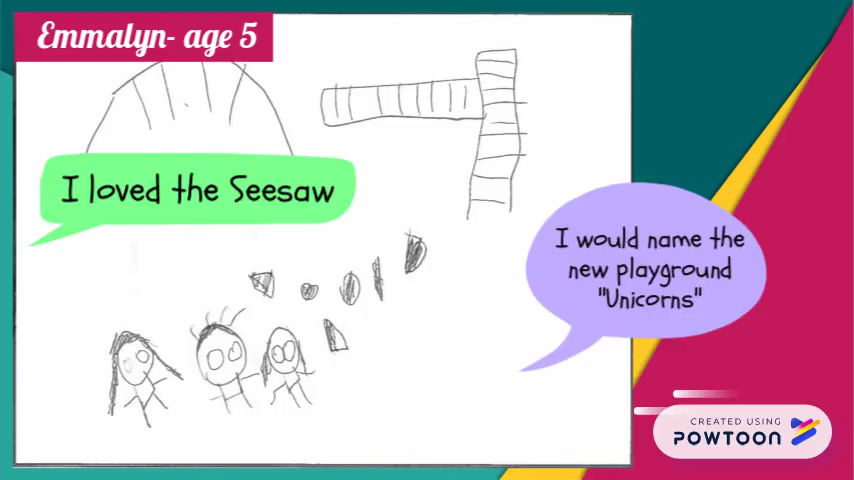 Emmalyn- age 5
I loved the Seesaw
I would name the
new playground
"Unicorns"
CREATED USING
POWTOON